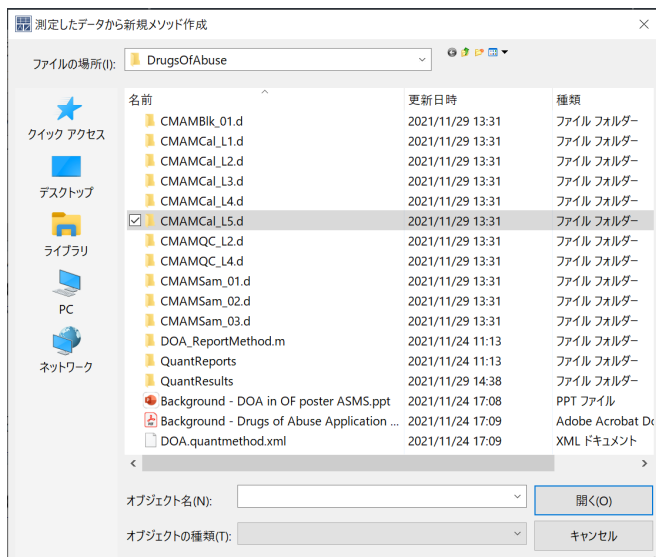 測定したデータから新規メソッド作成
ファイルの場所(I):
DrugsOfAbuse
クイック アクセス
デスクトップ
ライブラリ
PC
ネットワーク
名前 更新日時 種類
CMAMBlk_01.d 2021/11/29 13:31 ファイル フォルダー
CMAMCal_L1.d 2021/11/29 13:31 ファイル フォルダー
CMAMCal_L2.d 2021/11/29 13:31 ファイル フォルダー
CMAMCal_L3.d 2021/11/29 13:31 ファイル フォルダー
CMAMCal_L4.d 2021/11/29 13:31 ファイル フォルダー
CMAMCal_L5.d 2021/11/29 13:31 ファイル フォルダー
CMAMQC_L2.d 2021/11/29 13:31 ファイル フォルダー
CMAMQC_L4.d 2021/11/29 13:31 ファイル フォルダー
CMAMSam_01.d 2021/11/29 13:31 ファイル フォルダー
CMAMSam_02.d 2021/11/29 13:31 ファイル フォルダー
CMAMSam_03.d 2021/11/29 13:31 ファイル フォルダー
DOA_ReportMethod.m 2021/11/24 11:13 ファイル フォルダー
QuantReports 2021/11/24 11:13 ファイル フォルダー
QuantResults 2021/11/29 14:38 ファイル フォルダー
Background - DOA in OF poster ASMS.ppt 2021/11/24 17:08 PPT ファイル
Background - Drugs of Abuse Application ... 2021/11/24 17:09 Adobe Acrobat Do
DOA.quantmethod.xml 2021/11/24 17:09 XML ドキュメント
オブジェクト名(N):
開く(O)
オブジェクトの種類(T):
キャンセル